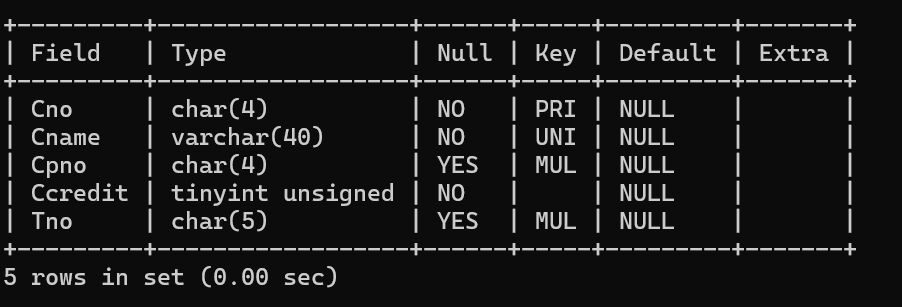 +---------+------------------+------+-----+---------+-------+
| Field   | Type             | Null | Key | Default | Extra |
+---------+------------------+------+-----+---------+-------+
| Cno     | char(4)          | NO   | PRI | NULL    |       |
| Cname   | varchar(40)      | NO   | UNI | NULL    |       |
| Cpno    | char(4)          | YES  | MUL | NULL    |       |
| Ccredit | tinyint unsigned | NO   |     | NULL    |       |
| Tno     | char(5)          | YES  | MUL | NULL    |       |
+---------+------------------+------+-----+---------+-------+
5 rows in set (0.00 sec)